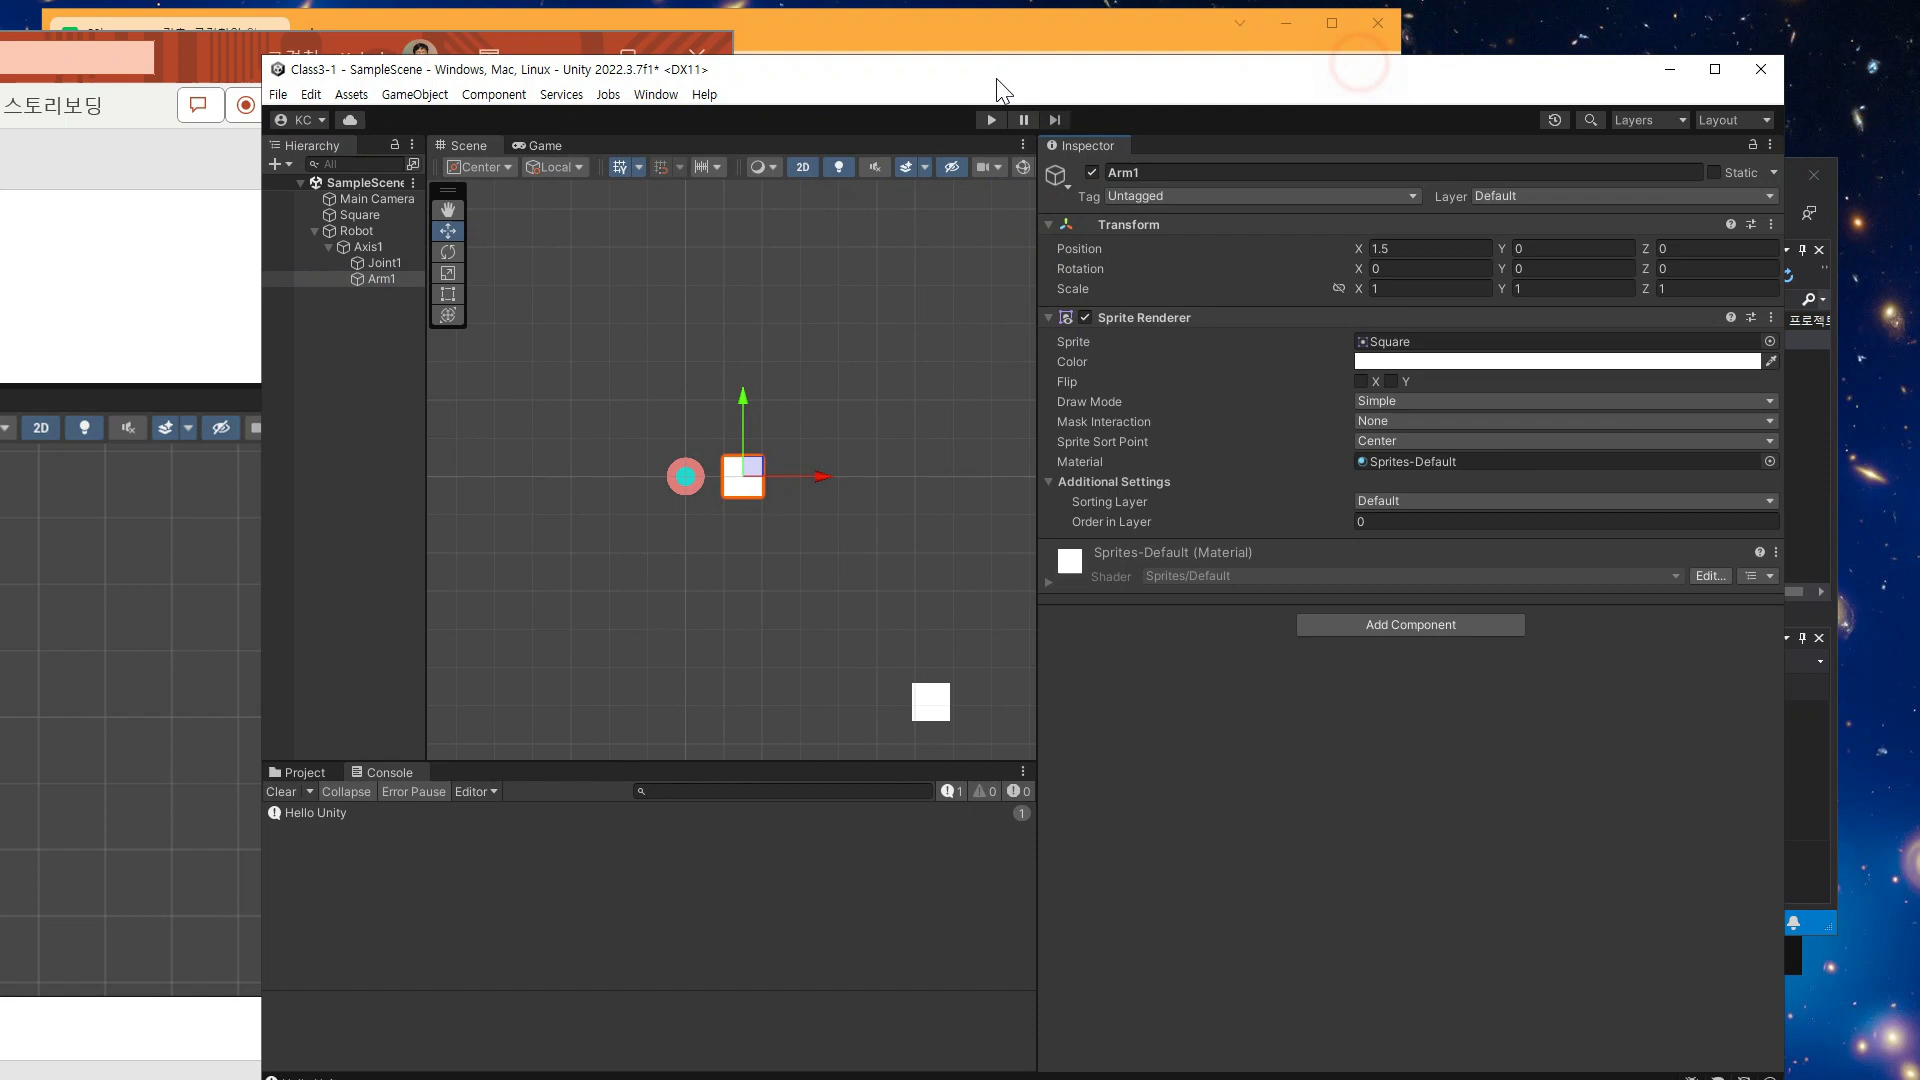 스토리보딩
Class3-1 - SampleScene - Windows, Mac, Linux - Unity 2022.3.7f1* <DX11>
File Edit Assets GameObject Component Services Jobs Window Help
KC
Layers Layout
Hierarchy
Scene Game
Inspector
All
Center Local 2D
SampleScene
Main Camera
Square
Robot
Axis1
Joint1
Arm1
Arm1 Static
Tag Untagged Layer Default
Transform
Position X 1.5 Y 0 Z 0
Rotation X 0 Y 0 Z 0
Scale X 1 Y 1 Z 1
Sprite Renderer
Sprite Square
Color
Flip X Y
Draw Mode Simple
Mask Interaction None
Sprite Sort Point Center
Material Sprites-Default
Additional Settings
Sorting Layer Default
Order in Layer 0
Sprites-Default (Material)
Shader Sprites/Default Edit...
Add Component
2D
프로젝트
Project Console
Clear Collapse Error Pause Editor 1 0 0
Hello Unity 1